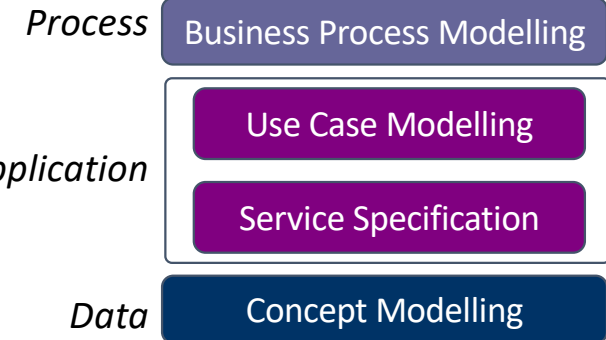 Process
Business Process Modelling
Use Case Modelling
pplication
Service Specification
Data
Concept Modelling